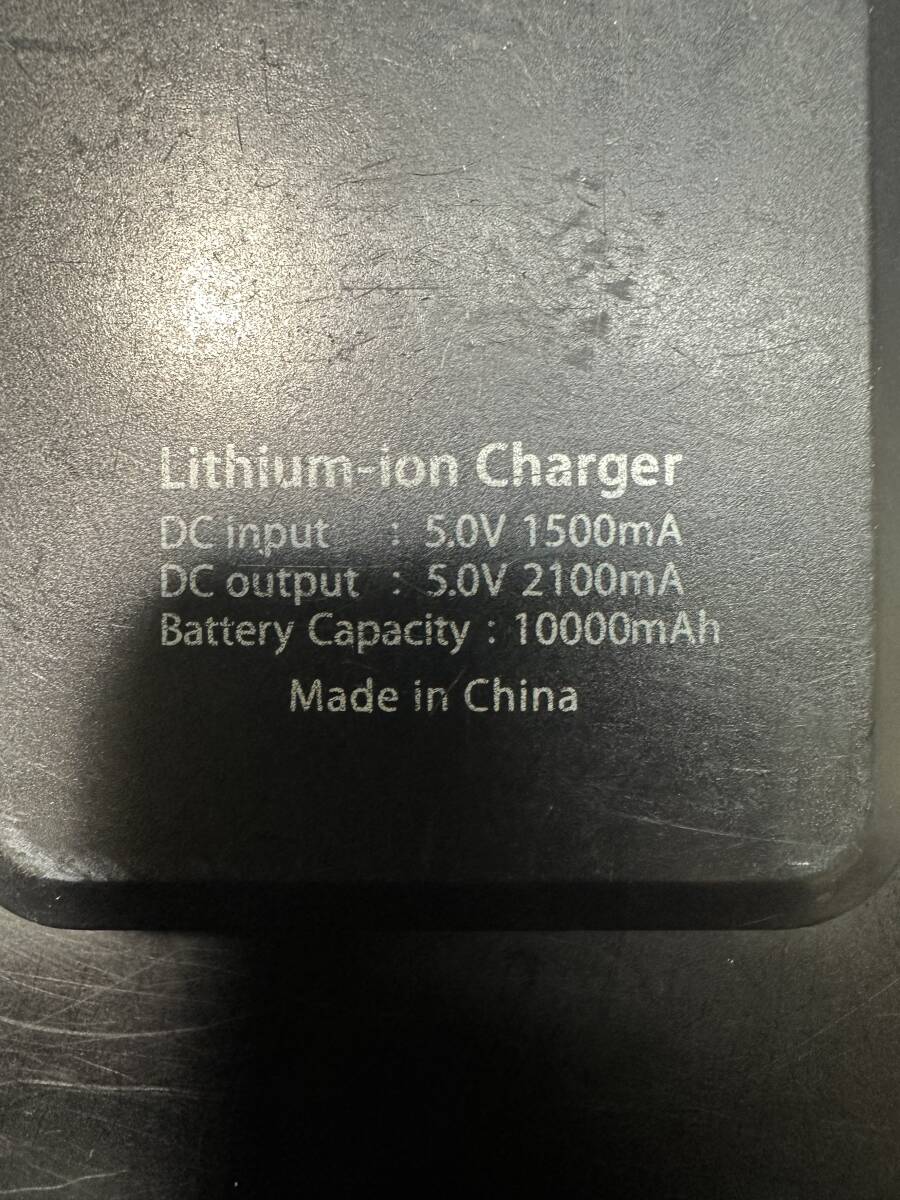 Lithium-ion Charger
DC input : 5.0V 1500mA
DC output : 5.0V 2100mA
Battery Capacity : 10000mAh
Made in China